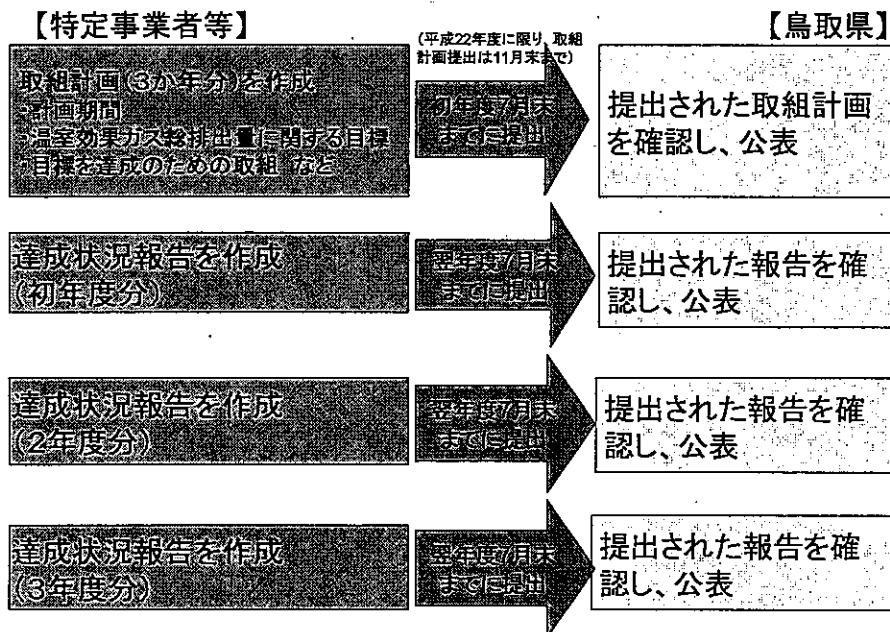 【特定事業者等】
(平成22年度に限り、取組
計画提出は11月末まで)
【鳥取県】
取組計画(3か年分)を作成
・計画期間
・温室効果ガス総排出量に関する目標
・目標を達成のための取組 など
初年度7月末
までに提出
提出された取組計画
を確認し、公表
達成状況報告を作成
(初年度分)
翌年度7月末
までに提出
提出された報告を確
認し、公表
達成状況報告を作成
(2年度分)
翌年度7月末
までに提出
提出された報告を確
認し、公表
達成状況報告を作成
(3年度分)
翌年度7月末
までに提出
提出された報告を確
認し、公表